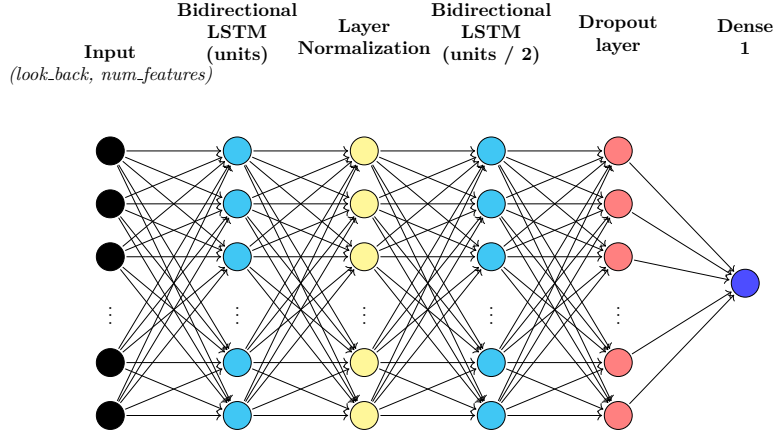 Input
(look_back, num_features)
Bidirectional
LSTM
(units)
Layer
Normalization
Bidirectional
LSTM
(units / 2)
Dropout
layer
Dense
1